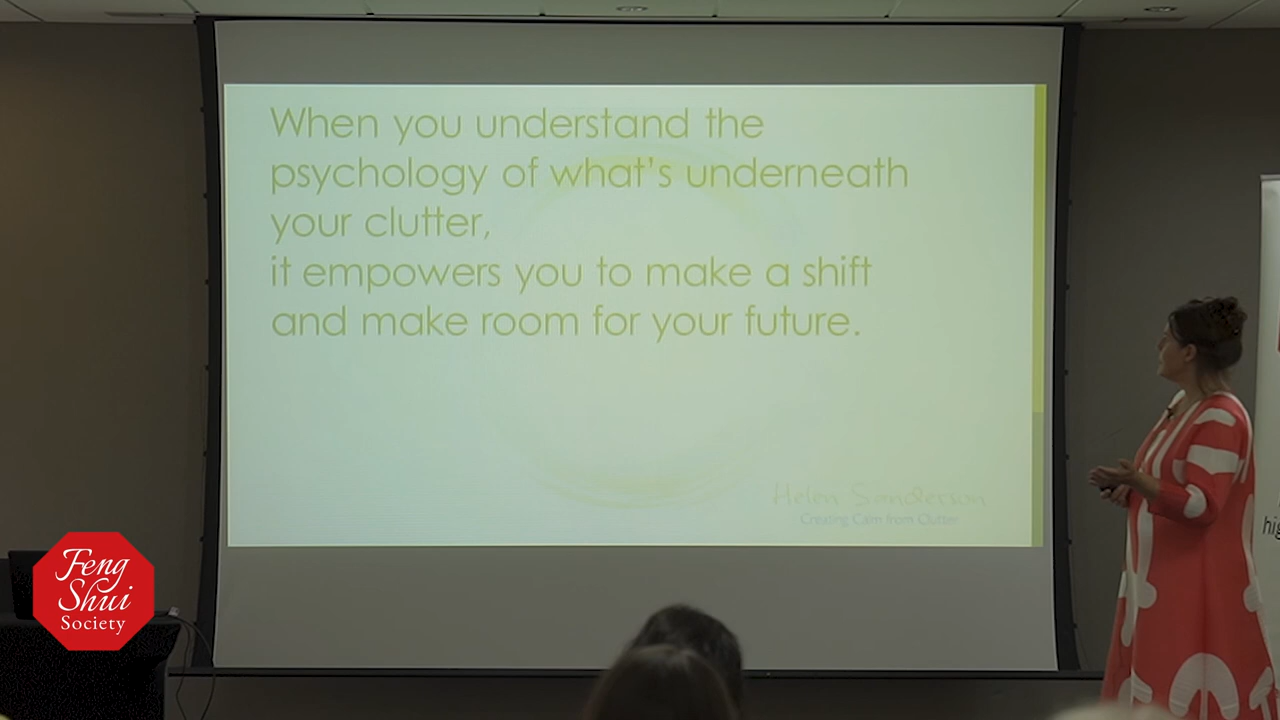 When you understand the
psychology of what's underneath
your clutter,
it empowers you to make a shift
and make room for your future.
Helen Sanderson
Creating Calm from Clutter
Feng
Shui
Society